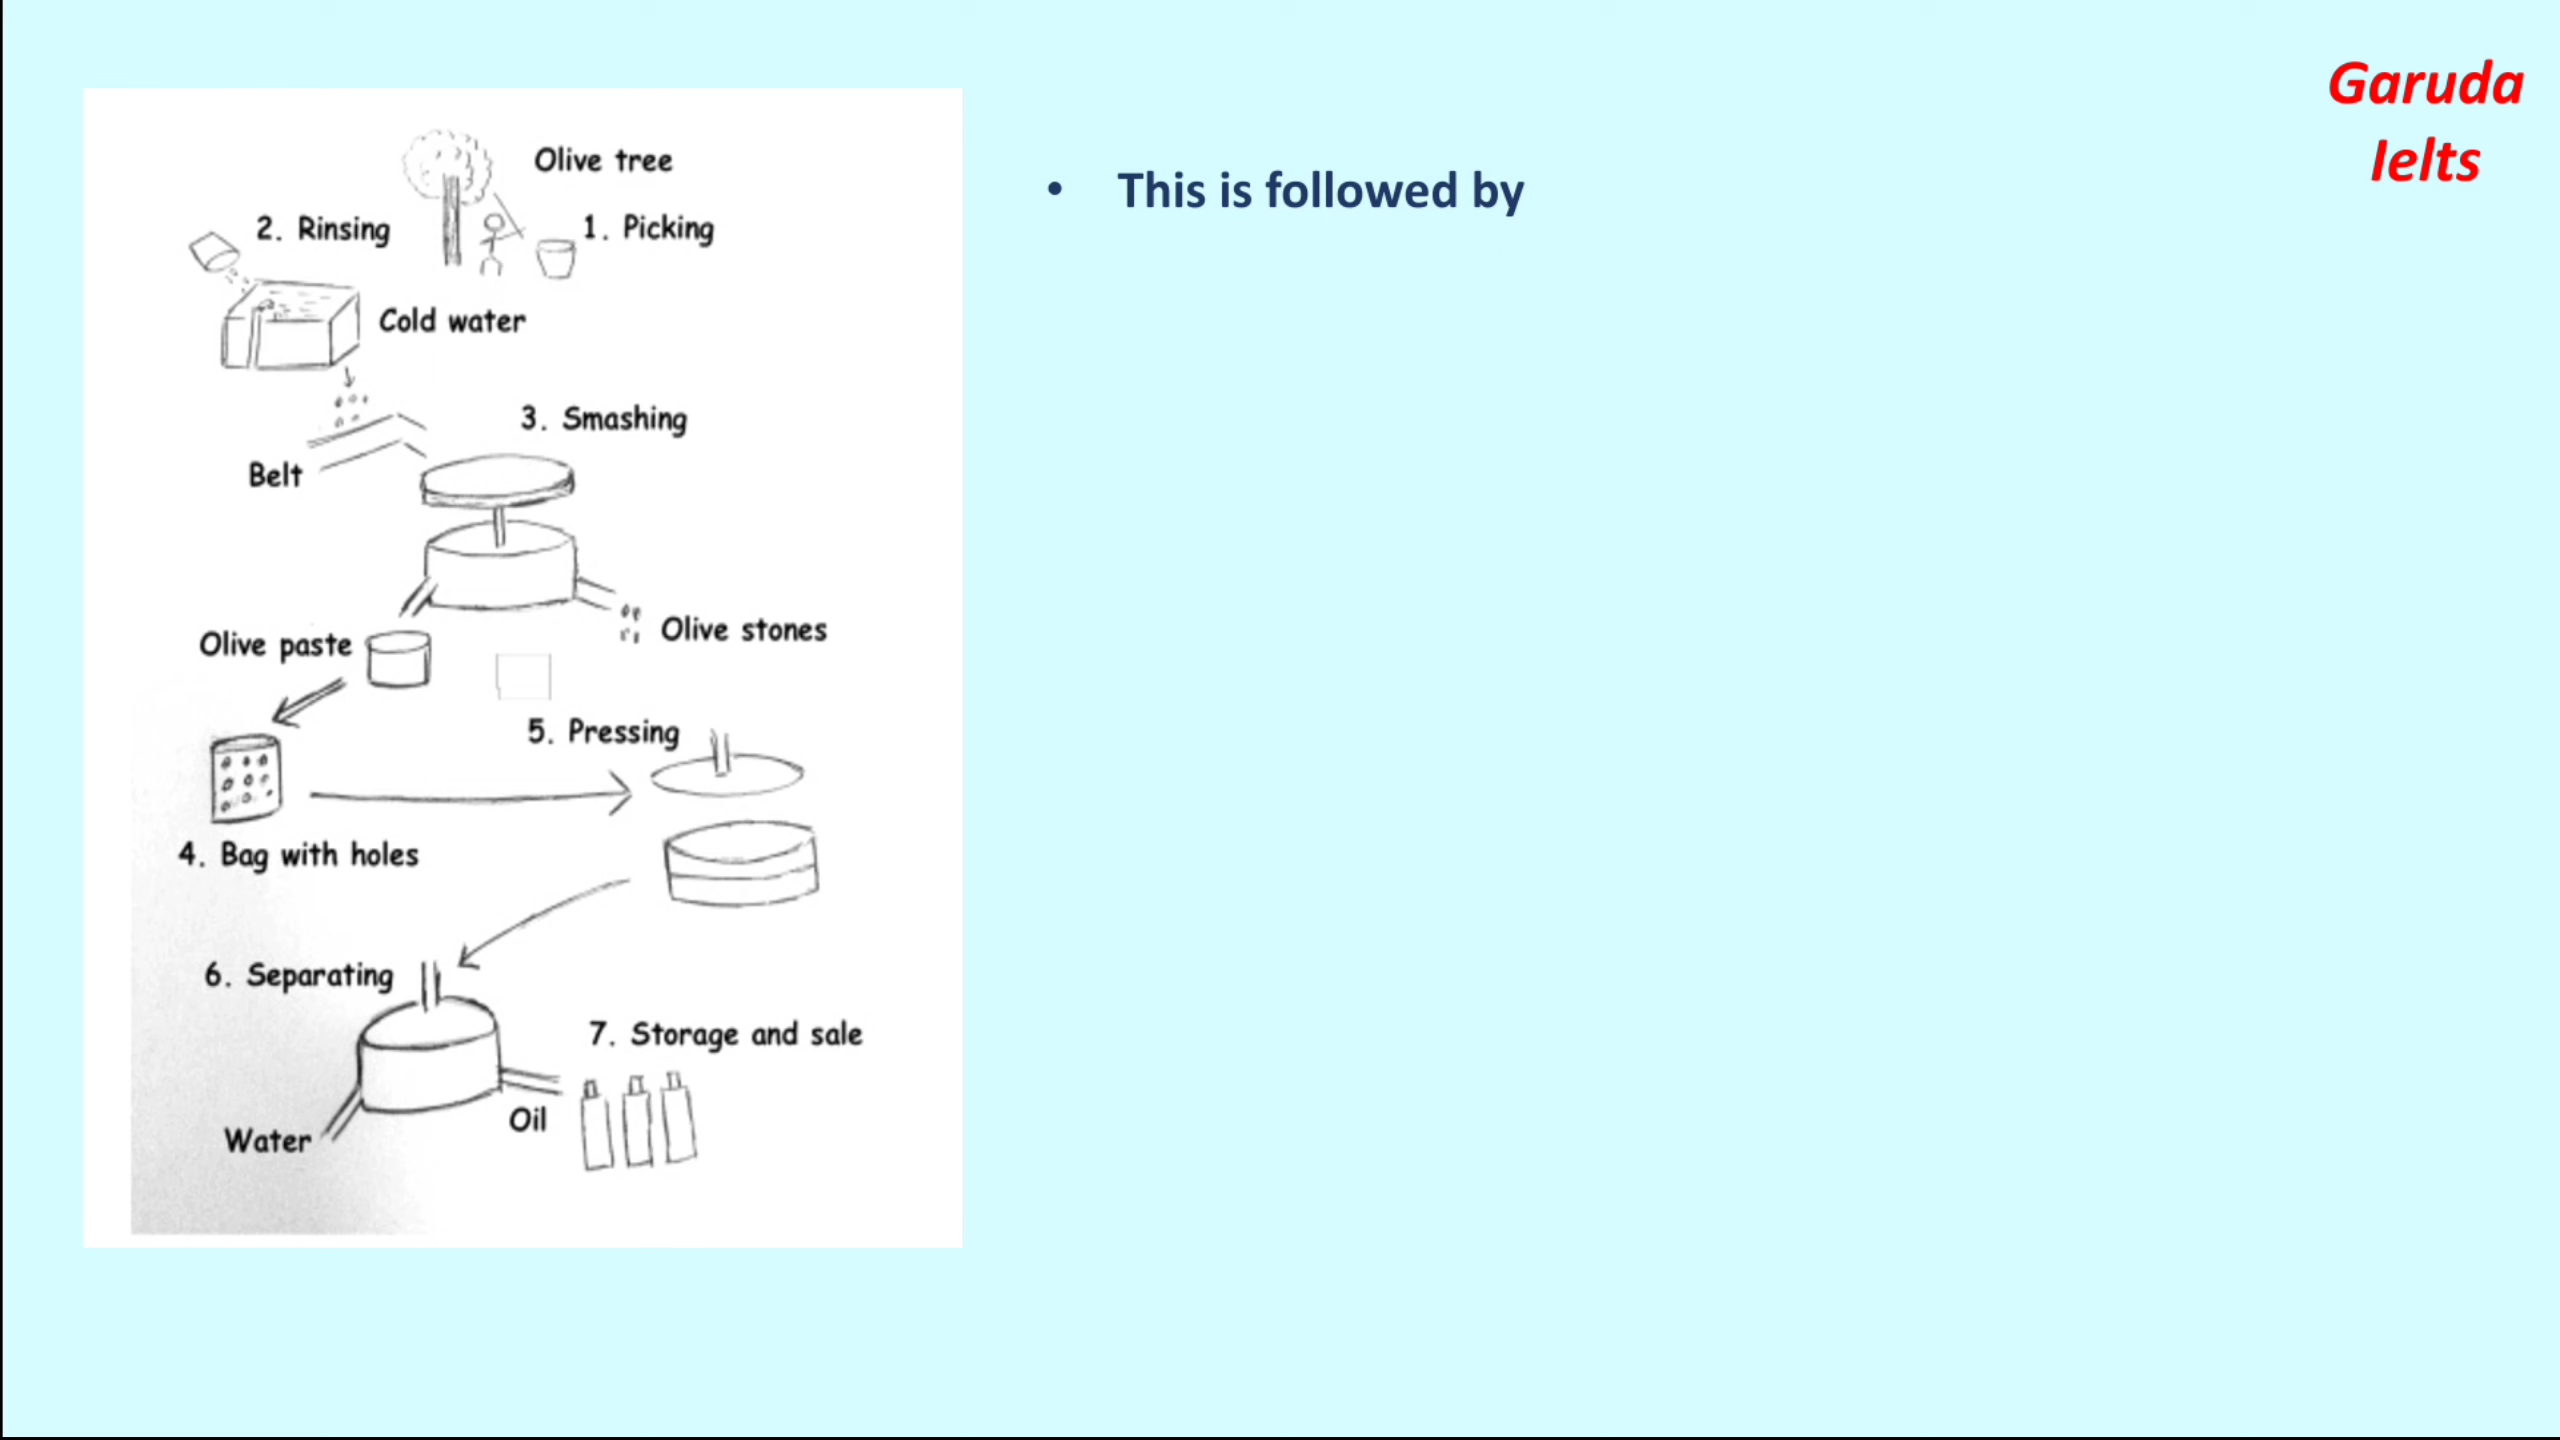 Garuda
Ielts
Olive tree
2. Rinsing
1. Picking
Cold water
3. Smashing
Belt
Olive paste
Olive stones
5. Pressing
4. Bag with holes
6. Separating
7. Storage and sale
Oil
Water
• This is followed by